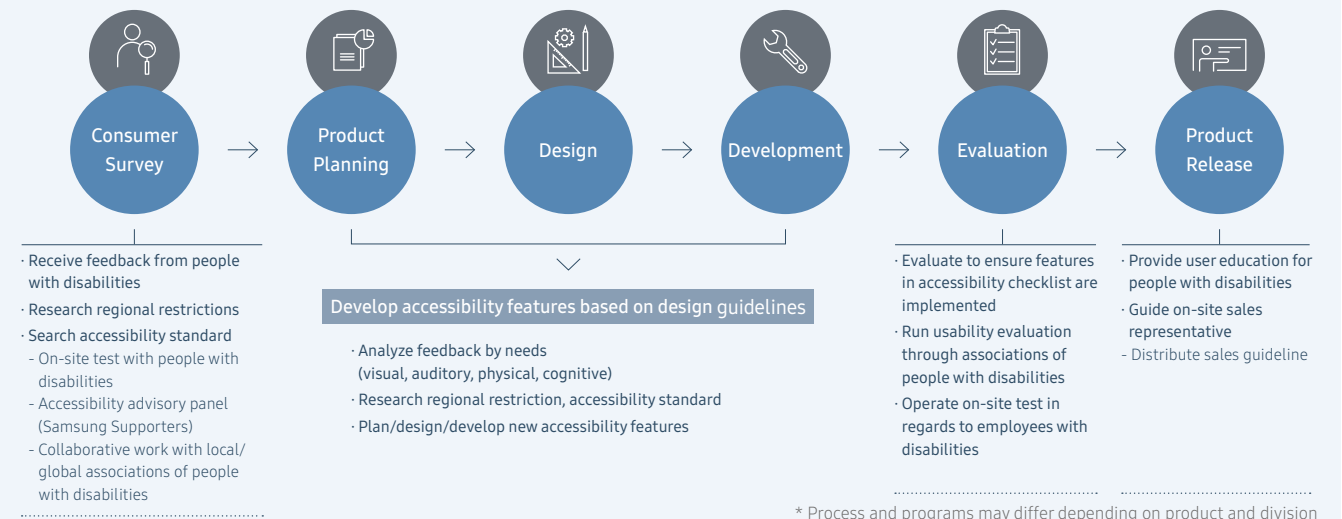 Consumer
Survey
Product
Planning
Design
Development
Evaluation
Product
Release
· Receive feedback from people
with disabilities
· Research regional restrictions
· Search accessibility standard
- On-site test with people with
disabilities
- Accessibility advisory panel
(Samsung Supporters)
- Collaborative work with local/
global associations of people
with disabilities
Develop accessibility features based on design guidelines
· Analyze feedback by needs
(visual, auditory, physical, cognitive)
· Research regional restriction, accessibility standard
· Plan/design/develop new accessibility features
· Evaluate to ensure features
in accessibility checklist are
implemented
· Run usability evaluation
through associations of
people with disabilities
· Operate on-site test in
regards to employees with
disabilities
· Provide user education for
people with disabilities
· Guide on-site sales
representative
- Distribute sales guideline
* Process and programs may differ depending on product and division